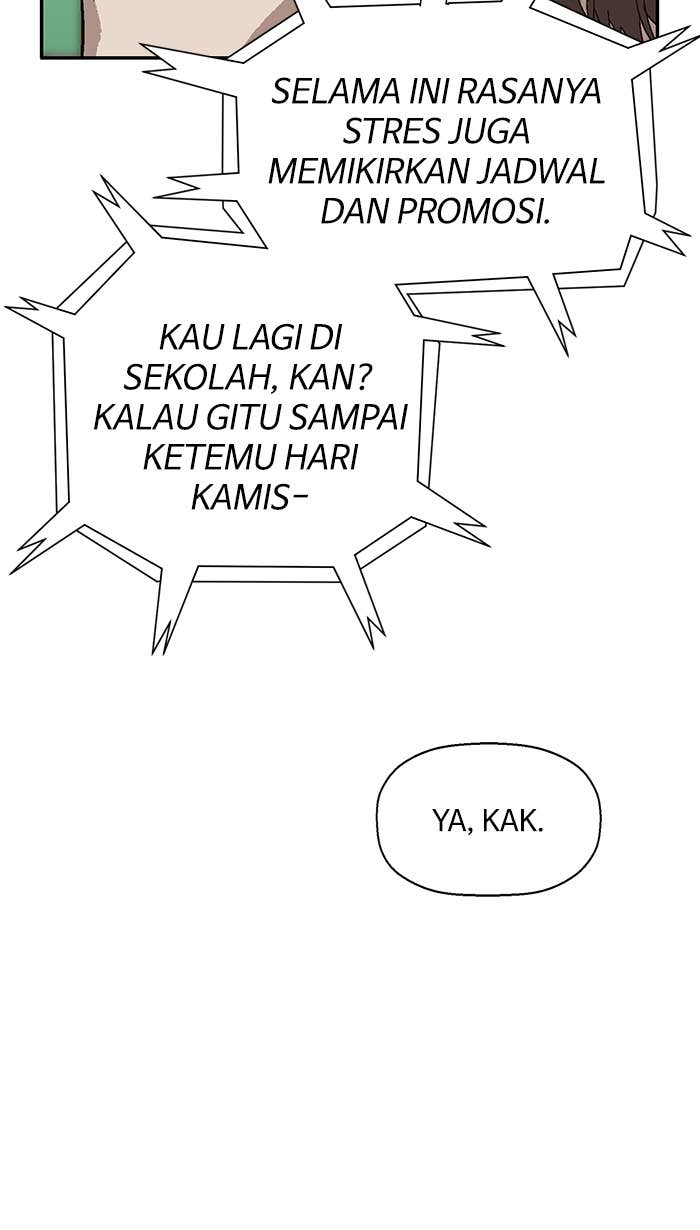 SELAMA INI RASANYA
STRES JUGA
MEMIKIRKAN JADWAL
DAN PROMOSI.
KAU LAGI DI
SEKOLAH, KAN?
KALAU GITU SAMPAI
KETEMU HARI
KAMIS-
YA, KAK.